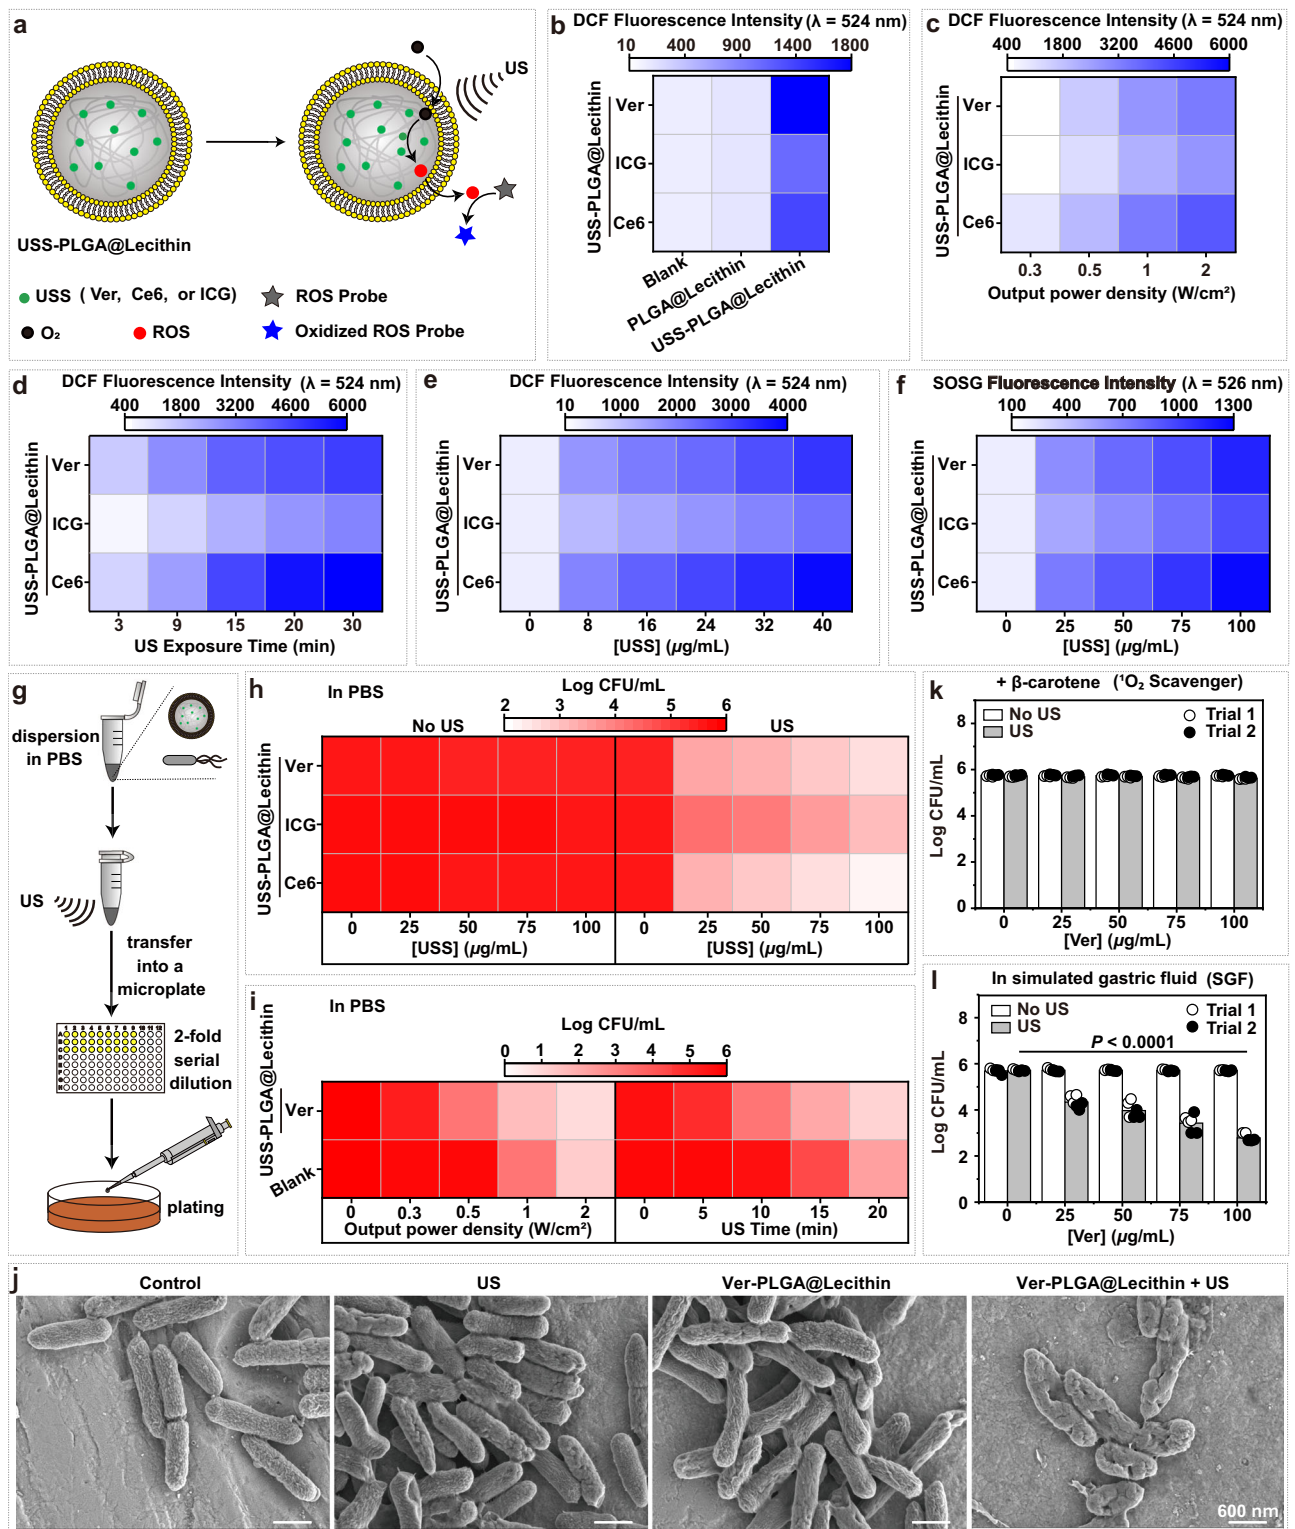 a
US
USS-PLGA@Lecithin
USS ( Ver, Ce6, or ICG)
ROS Probe
O₂
ROS
Oxidized ROS Probe
b
DCF Fluorescence Intensity (λ = 524 nm)
10 400 900 1400 1800
USS-PLGA@Lecithin
Ver
ICG
Ce6
Blank
PLGA@Lecithin
USS-PLGA@Lecithin
c
DCF Fluorescence Intensity (λ = 524 nm)
400 1800 3200 4600 6000
USS-PLGA@Lecithin
Ver
ICG
Ce6
0.3 0.5 1 2
Output power density (W/cm²)
d
DCF Fluorescence Intensity (λ = 524 nm)
400 1800 3200 4600 6000
USS-PLGA@Lecithin
Ver
ICG
Ce6
3 9 15 20 30
US Exposure Time (min)
e
DCF Fluorescence Intensity (λ = 524 nm)
10 1000 2000 3000 4000
USS-PLGA@Lecithin
Ver
ICG
Ce6
0 8 16 24 32 40
[USS] (µg/mL)
f
SOSG Fluorescence Intensity (λ = 526 nm)
100 400 700 1000 1300
USS-PLGA@Lecithin
Ver
ICG
Ce6
0 25 50 75 100
[USS] (µg/mL)
g
dispersion
in PBS
US
transfer
into a
microplate
1 2 3 4 5 6 7 8 9 10 11 12
A
B
C
D
E
F
G
H
2-fold
serial
dilution
plating
h
In PBS
Log CFU/mL
2 3 4 5 6
No US
US
USS-PLGA@Lecithin
Ver
ICG
Ce6
0 25 50 75 100 0 25 50 75 100
[USS] (µg/mL) [USS] (µg/mL)
i
In PBS
Log CFU/mL
0 1 2 3 4 5 6
USS-PLGA@Lecithin
Ver
Blank
0 0.3 0.5 1 2 0 5 10 15 20
Output power density (W/cm²) US Time (min)
k
+ β-carotene (¹O₂ Scavenger)
No US
US
Trial 1
Trial 2
Log CFU/mL
8
6
4
2
0
0 25 50 75 100
[Ver] (µg/mL)
l
In simulated gastric fluid (SGF)
No US
US
Trial 1
Trial 2
P < 0.0001
Log CFU/mL
8
6
4
2
0
0 25 50 75 100
[Ver] (µg/mL)
j
Control
US
Ver-PLGA@Lecithin
Ver-PLGA@Lecithin + US
600 nm